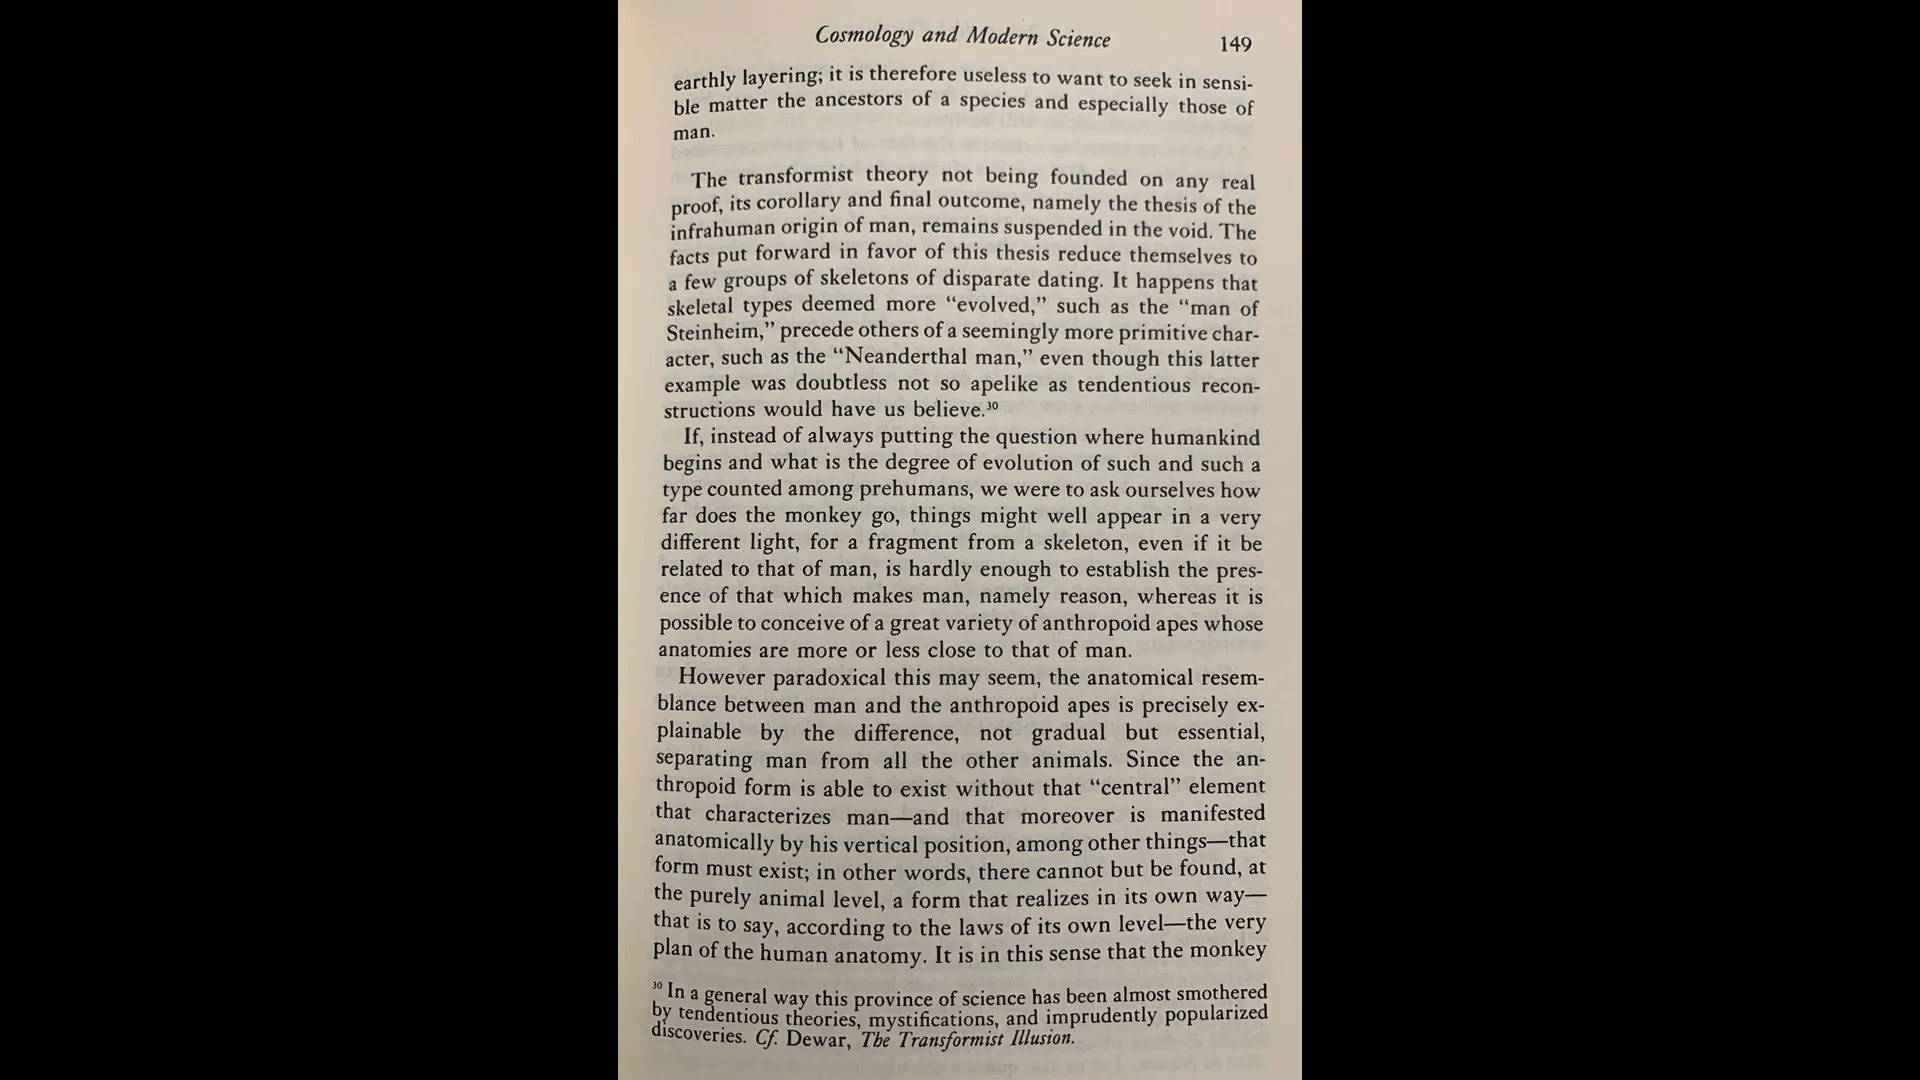 Cosmology and Modern Science 149
earthly layering; it is therefore useless to want to seek in sensi-
ble matter the ancestors of a species and especially those of
man.
The transformist theory not being founded on any real
proof, its corollary and final outcome, namely the thesis of the
infrahuman origin of man, remains suspended in the void. The
facts put forward in favor of this thesis reduce themselves to
a few groups of skeletons of disparate dating. It happens that
skeletal types deemed more “evolved,” such as the “man of
Steinheim,” precede others of a seemingly more primitive char-
acter, such as the “Neanderthal man,” even though this latter
example was doubtless not so apelike as tendentious recon-
structions would have us believe.³⁰
If, instead of always putting the question where humankind
begins and what is the degree of evolution of such and such a
type counted among prehumans, we were to ask ourselves how
far does the monkey go, things might well appear in a very
different light, for a fragment from a skeleton, even if it be
related to that of man, is hardly enough to establish the pres-
ence of that which makes man, namely reason, whereas it is
possible to conceive of a great variety of anthropoid apes whose
anatomies are more or less close to that of man.
However paradoxical this may seem, the anatomical resem-
blance between man and the anthropoid apes is precisely ex-
plainable by the difference, not gradual but essential,
separating man from all the other animals. Since the an-
thropoid form is able to exist without that “central” element
that characterizes man—and that moreover is manifested
anatomically by his vertical position, among other things—that
form must exist; in other words, there cannot but be found, at
the purely animal level, a form that realizes in its own way—
that is to say, according to the laws of its own level—the very
plan of the human anatomy. It is in this sense that the monkey
³⁰ In a general way this province of science has been almost smothered
by tendentious theories, mystifications, and imprudently popularized
discoveries. Cf. Dewar, The Transformist Illusion.